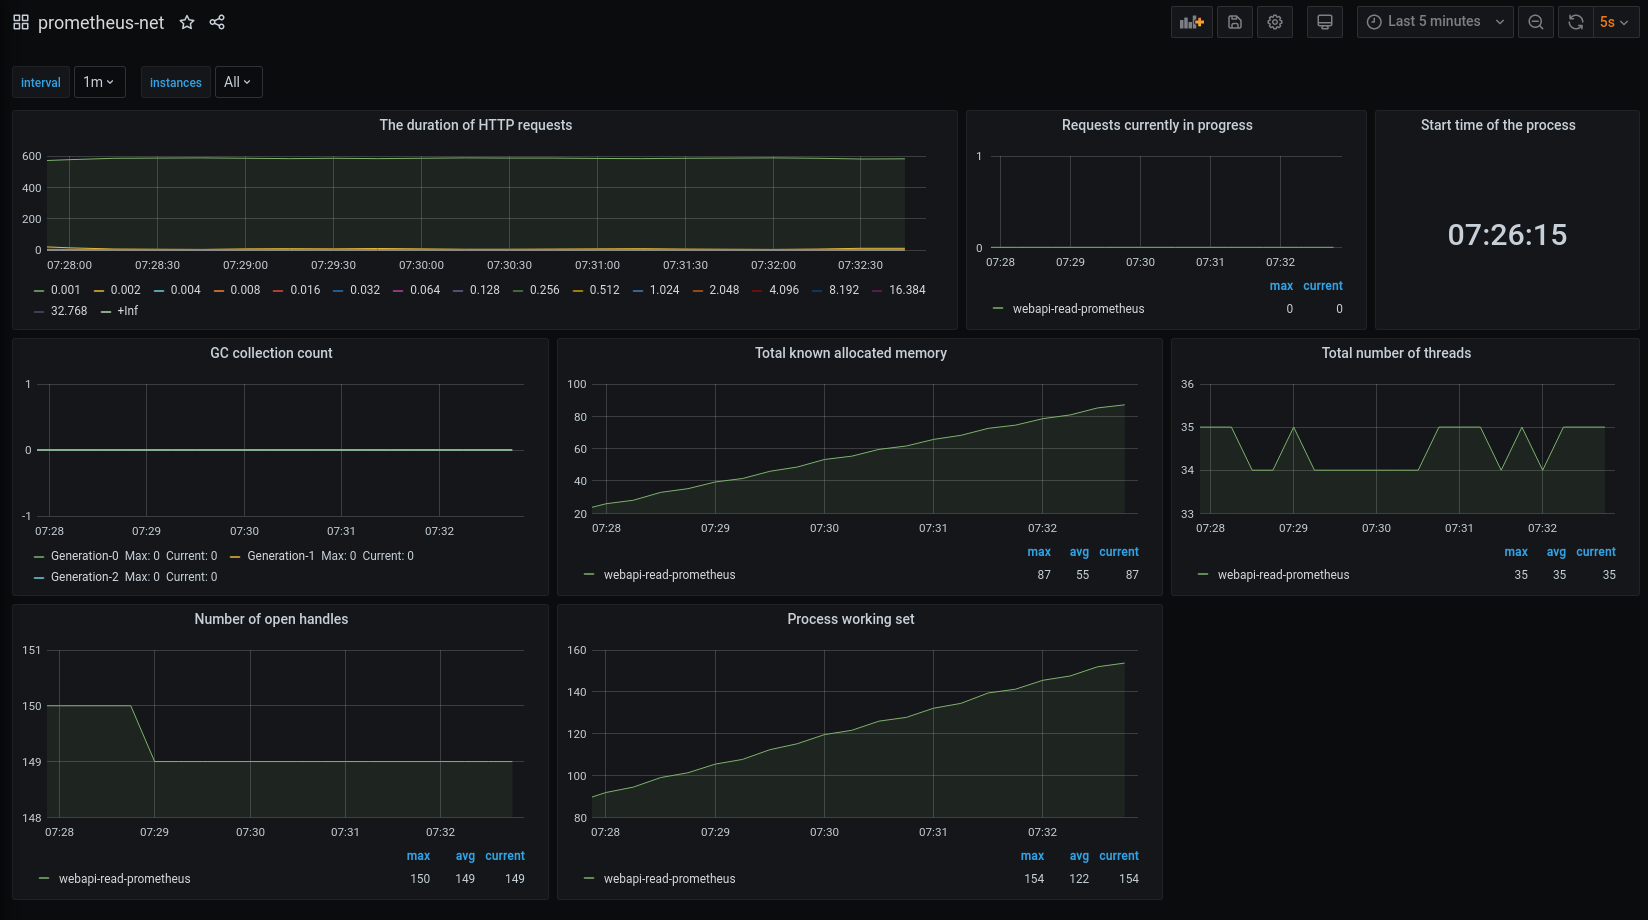 prometheus-net
Last 5 minutes
5s
interval 1m instances All
The duration of HTTP requests
600
400
200
0
07:28:00 07:28:30 07:29:00 07:29:30 07:30:00 07:30:30 07:31:00 07:31:30 07:32:00 07:32:30
0.001 0.002 0.004 0.008 0.016 0.032 0.064 0.128 0.256 0.512 1.024 2.048 4.096 8.192 16.384
32.768 +Inf
Requests currently in progress
1
0
07:28 07:29 07:30 07:31 07:32
max current
webapi-read-prometheus 0 0
Start time of the process
07:26:15
GC collection count
1
0
-1
07:28 07:29 07:30 07:31 07:32
Generation-0 Max: 0 Current: 0 Generation-1 Max: 0 Current: 0
Generation-2 Max: 0 Current: 0
Total known allocated memory
100
80
60
40
20
07:28 07:29 07:30 07:31 07:32
max avg current
webapi-read-prometheus 87 55 87
Total number of threads
36
35
34
33
07:28 07:29 07:30 07:31 07:32
max avg current
webapi-read-prometheus 35 35 35
Number of open handles
151
150
149
148
07:28 07:29 07:30 07:31 07:32
max avg current
webapi-read-prometheus 150 149 149
Process working set
160
140
120
100
80
07:28 07:29 07:30 07:31 07:32
max avg current
webapi-read-prometheus 154 122 154